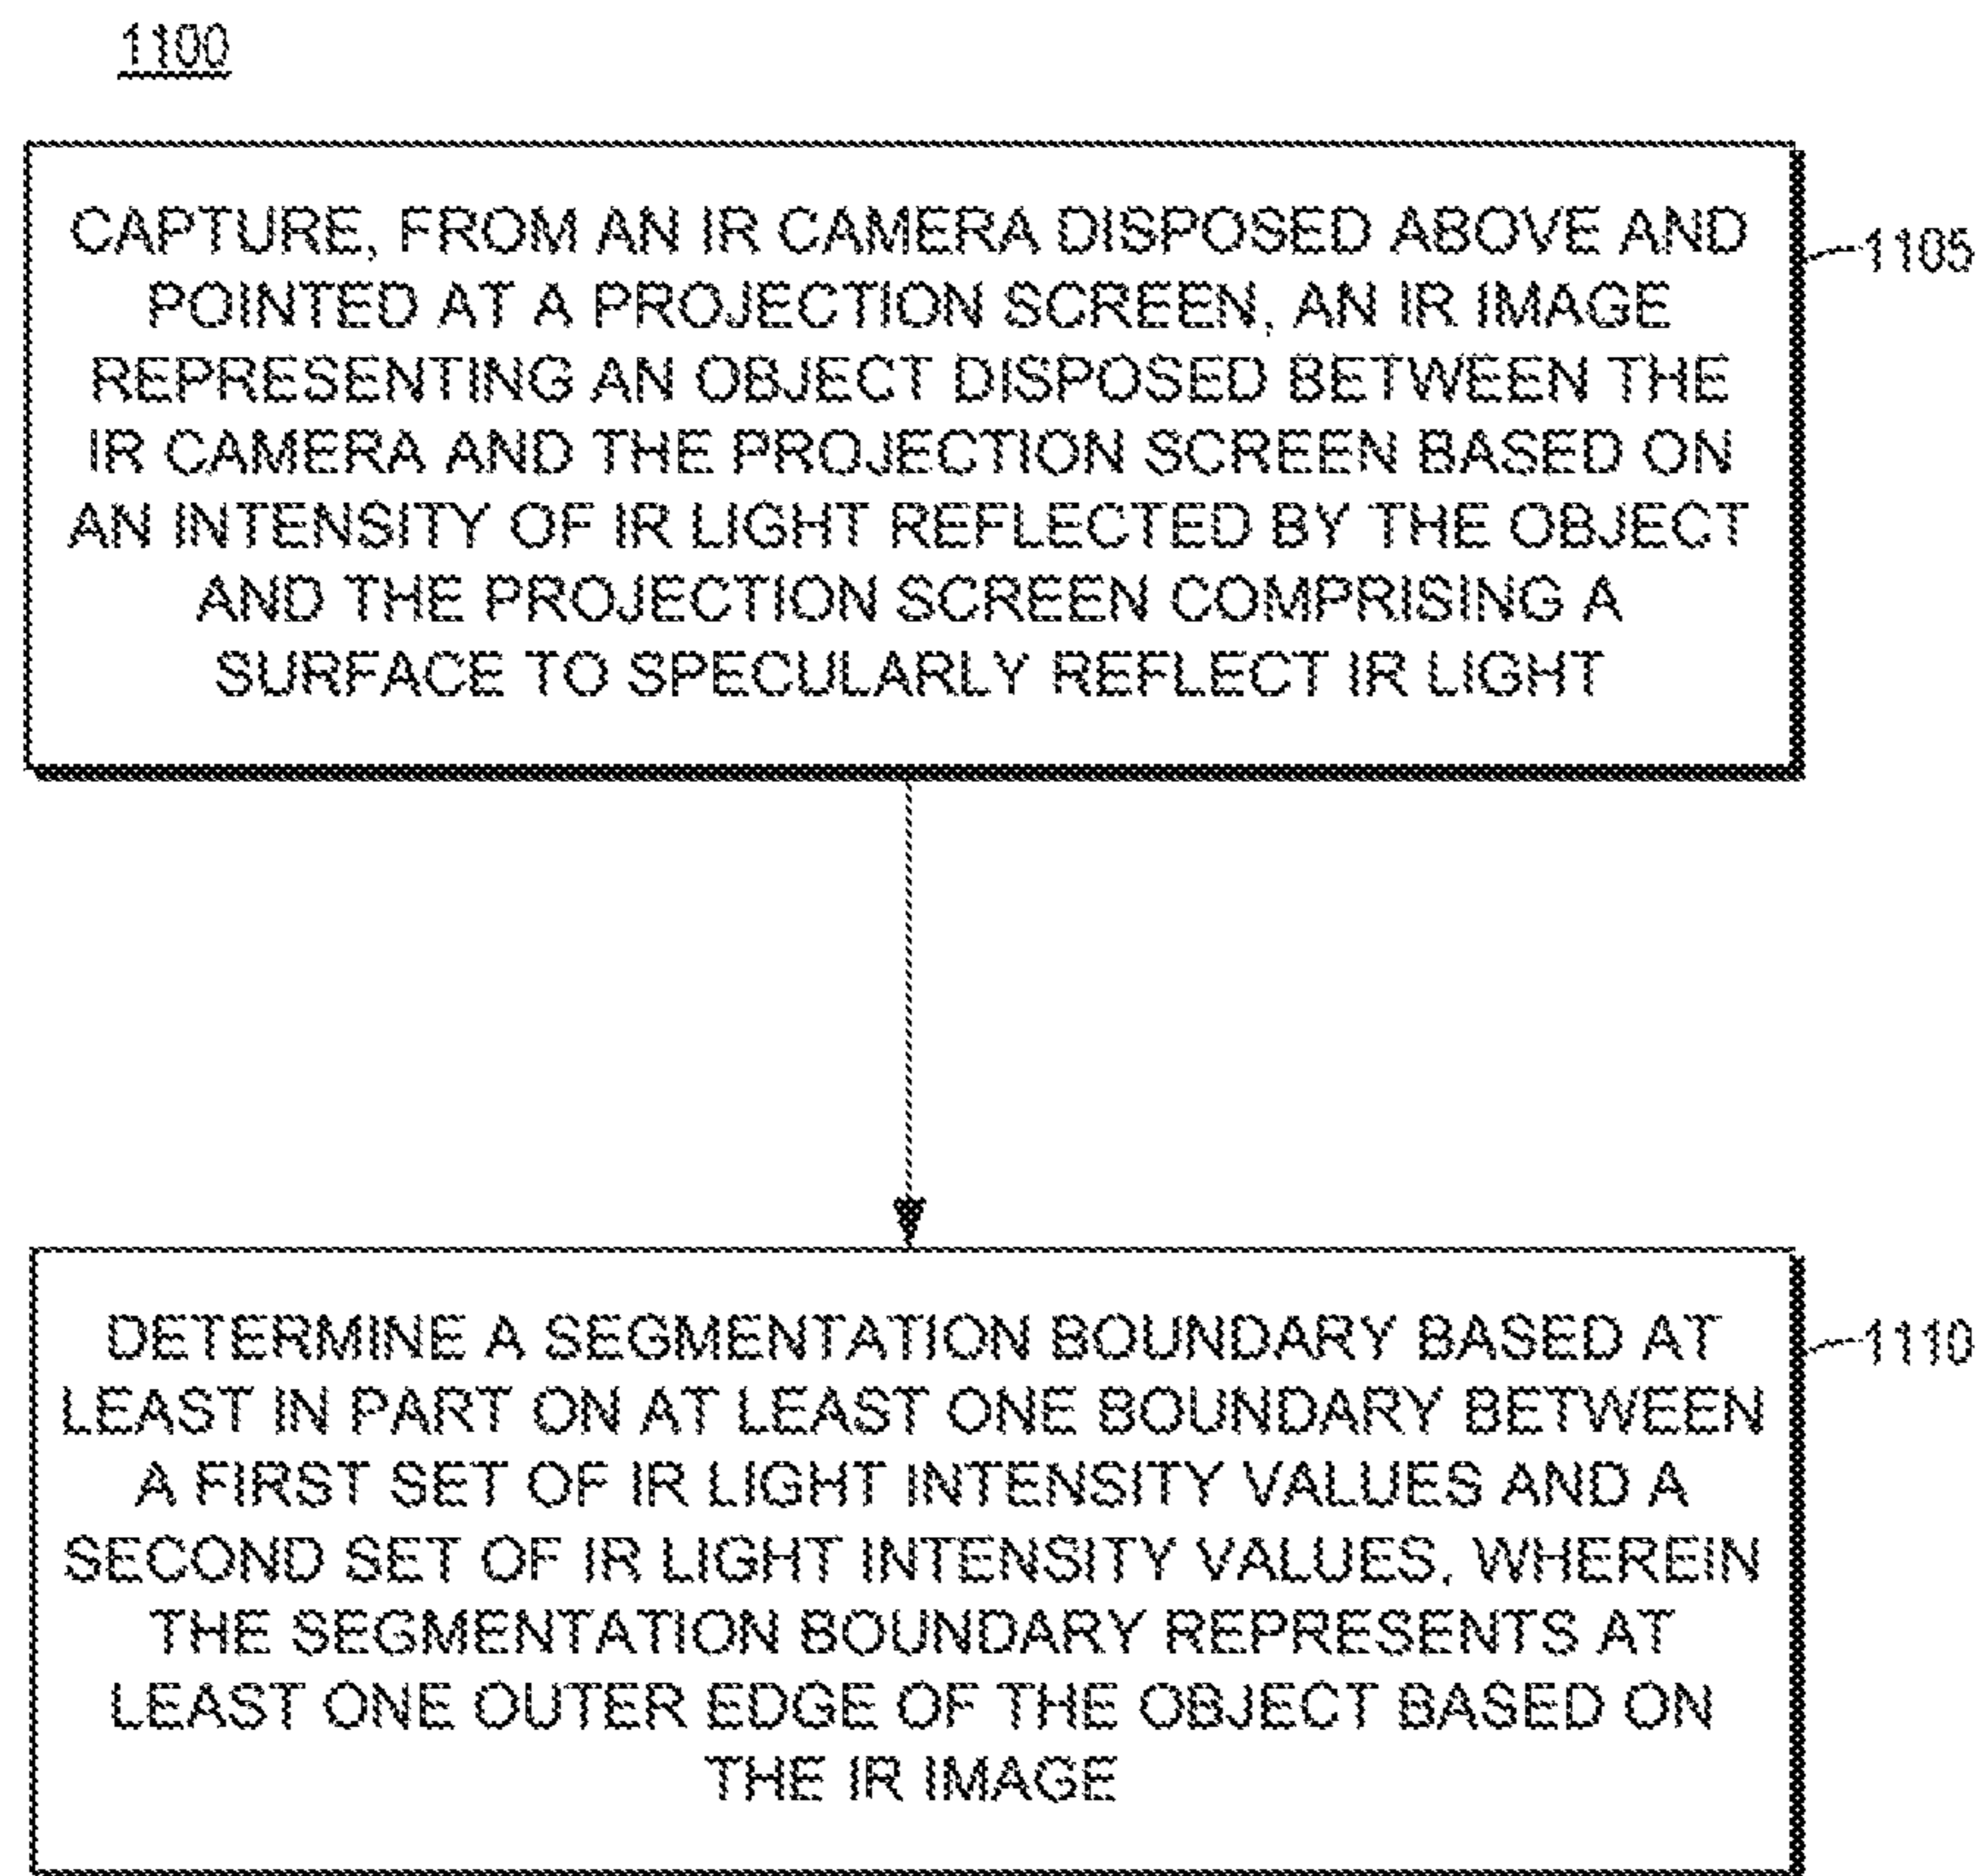 1100
CAPTURE, FROM AN IR CAMERA DISPOSED ABOVE AND
POINTED AT A PROJECTION SCREEN, AN IR IMAGE
REPRESENTING AN OBJECT DISPOSED BETWEEN THE
IR CAMERA AND THE PROJECTION SCREEN BASED ON
AN INTENSITY OF IR LIGHT REFLECTED BY THE OBJECT
AND THE PROJECTION SCREEN COMPRISING A
SURFACE TO SPECULARLY REFLECT IR LIGHT
1105
DETERMINE A SEGMENTATION BOUNDARY BASED AT
LEAST IN PART ON AT LEAST ONE BOUNDARY BETWEEN
A FIRST SET OF IR LIGHT INTENSITY VALUES AND A
SECOND SET OF IR LIGHT INTENSITY VALUES, WHEREIN
THE SEGMENTATION BOUNDARY REPRESENTS AT
LEAST ONE OUTER EDGE OF THE OBJECT BASED ON
THE IR IMAGE
1110